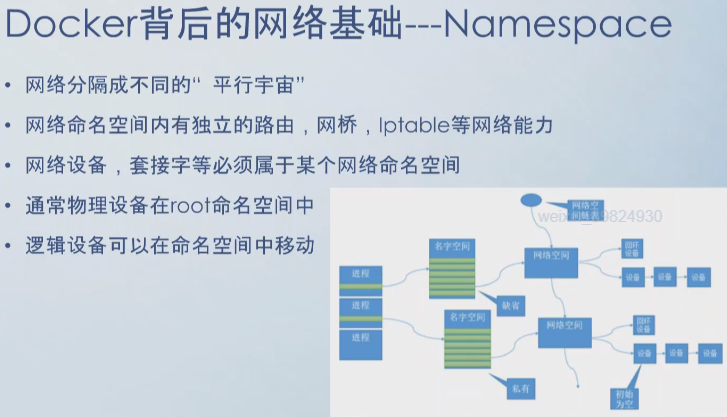 Docker背后的网络基础---Namespace
• 网络分隔成不同的“ 平行宇宙”
• 网络命名空间内有独立的路由，网桥，Iptable等网络能力
• 网络设备，套接字等必须属于某个网络命名空间
• 通常物理设备在root命名空间中
• 逻辑设备可以在命名空间中移动
网络空
间链表
名字空间
网络空间
回环
设备
进程
设备
设备
设备
缺省
进程
名字空间
网络空间
回环
设备
进程
设备
设备
设备
私有
初始
为空